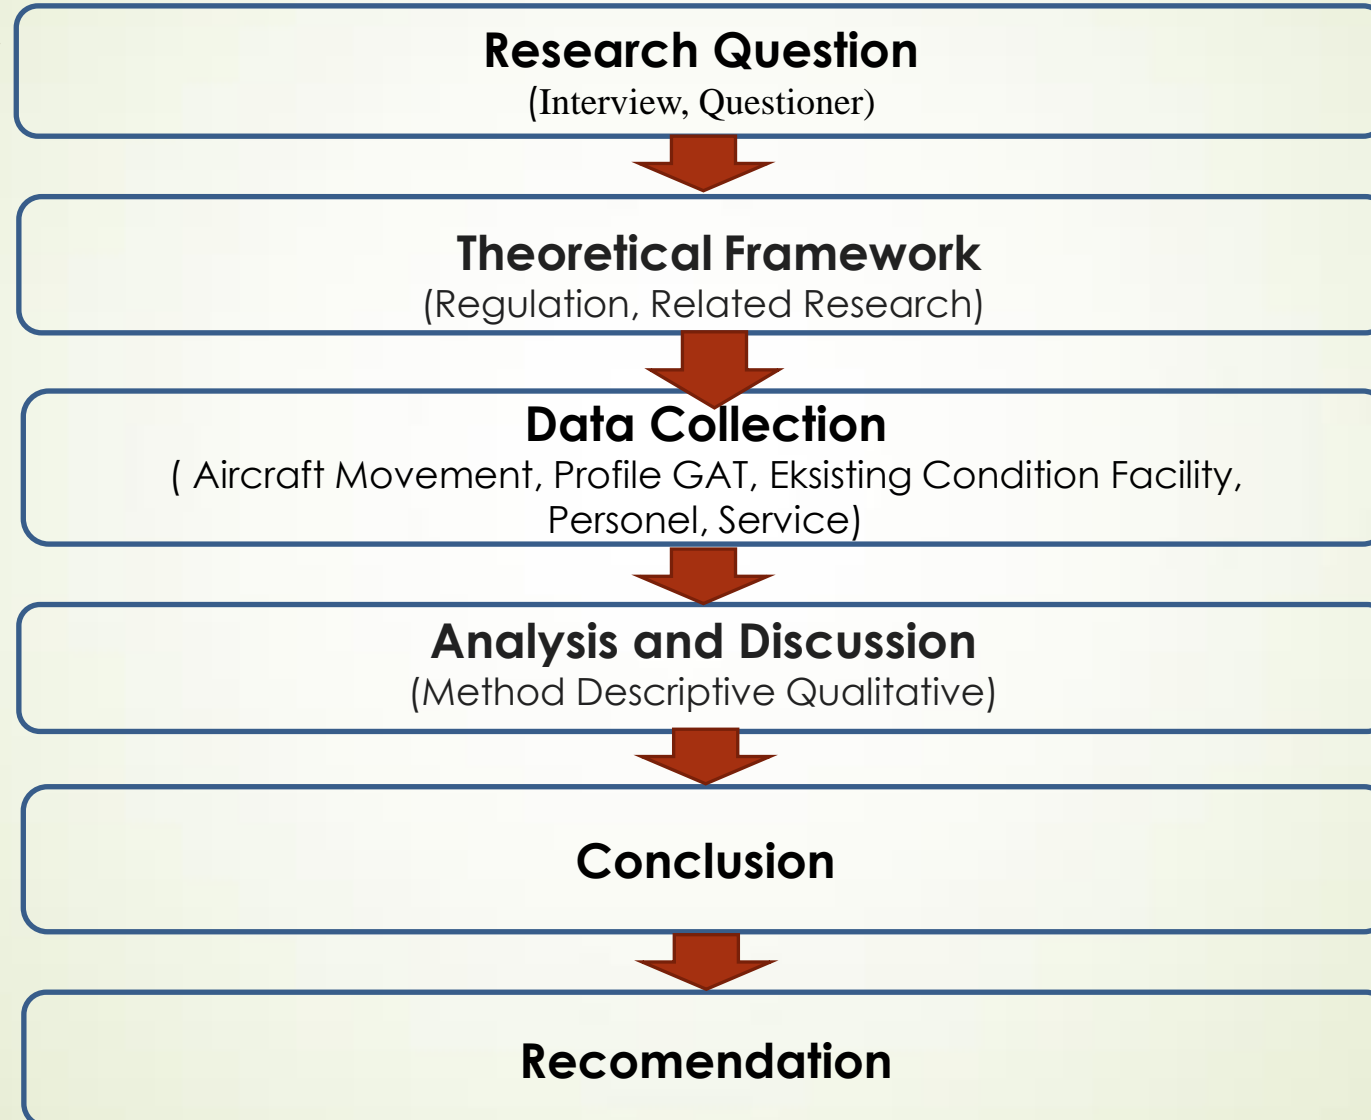 Research Question
(Interview, Questioner)
Theoretical Framework
(Regulation, Related Research)
Data Collection
( Aircraft Movement, Profile GAT, Eksisting Condition Facility,
Personel, Service)
Analysis and Discussion
(Method Descriptive Qualitative)
Conclusion
Recomendation